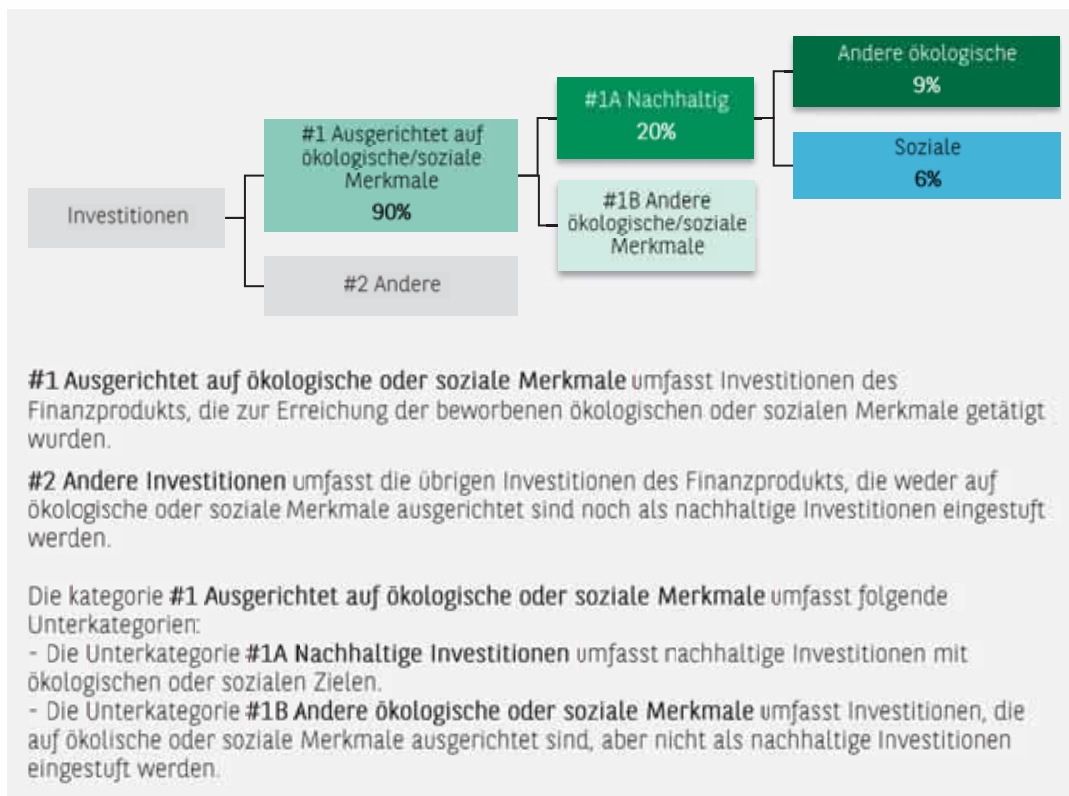 Andere ökologische
9%
#1A Nachhaltig
20%
Soziale
6%
#1 Ausgerichtet auf
ökologische/soziale
Merkmale
90%
#1B Andere
ökologische/soziale
Merkmale
Investitionen
#2 Andere
#1 Ausgerichtet auf ökologische oder soziale Merkmale umfasst Investitionen des
Finanzprodukts, die zur Erreichung der beworbenen ökologischen oder sozialen Merkmale getätigt
wurden.
#2 Andere Investitionen umfasst die übrigen Investitionen des Finanzprodukts, die weder auf
ökologische oder soziale Merkmale ausgerichtet sind noch als nachhaltige Investitionen eingestuft
werden.
Die kategorie #1 Ausgerichtet auf ökologische oder soziale Merkmale umfasst folgende
Unterkategorien:
- Die Unterkategorie #1A Nachhaltige Investitionen umfasst nachhaltige Investitionen mit
ökologischen oder sozialen Zielen.
- Die Unterkategorie #1B Andere ökologische oder soziale Merkmale umfasst Investitionen, die
auf ökolische oder soziale Merkmale ausgerichtet sind, aber nicht als nachhaltige Investitionen
eingestuft werden.